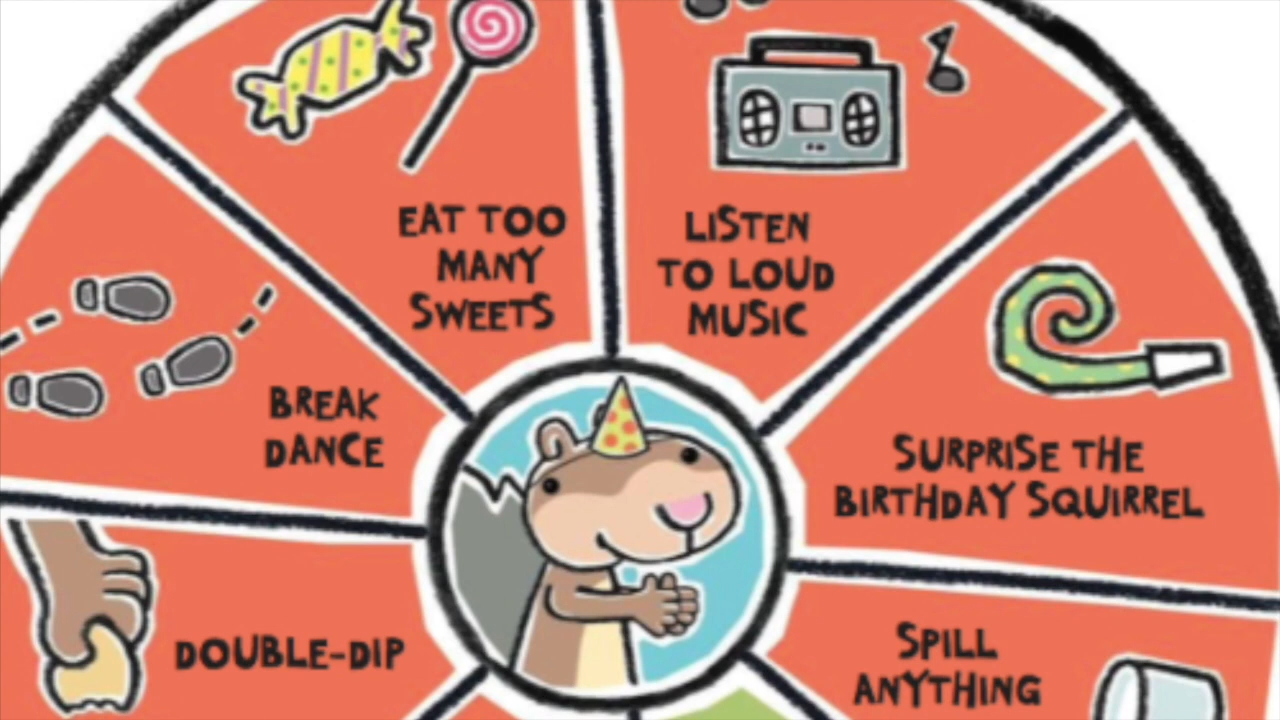 EAT TOO
MANY
SWEETS
LISTEN
TO LOUD
MUSIC
BREAK
DANCE
SURPRISE THE
BIRTHDAY SQUIRREL
DOUBLE-DIP
SPILL
ANYTHING